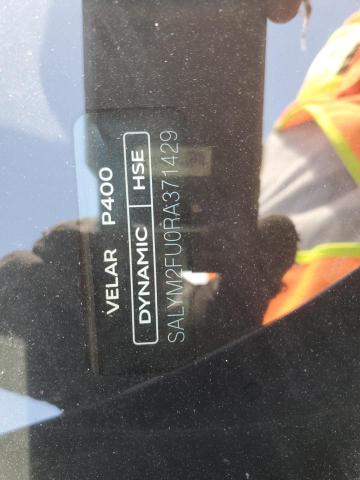 VELAR P400
DYNAMIC HSE
SALYM2FU0RA371429